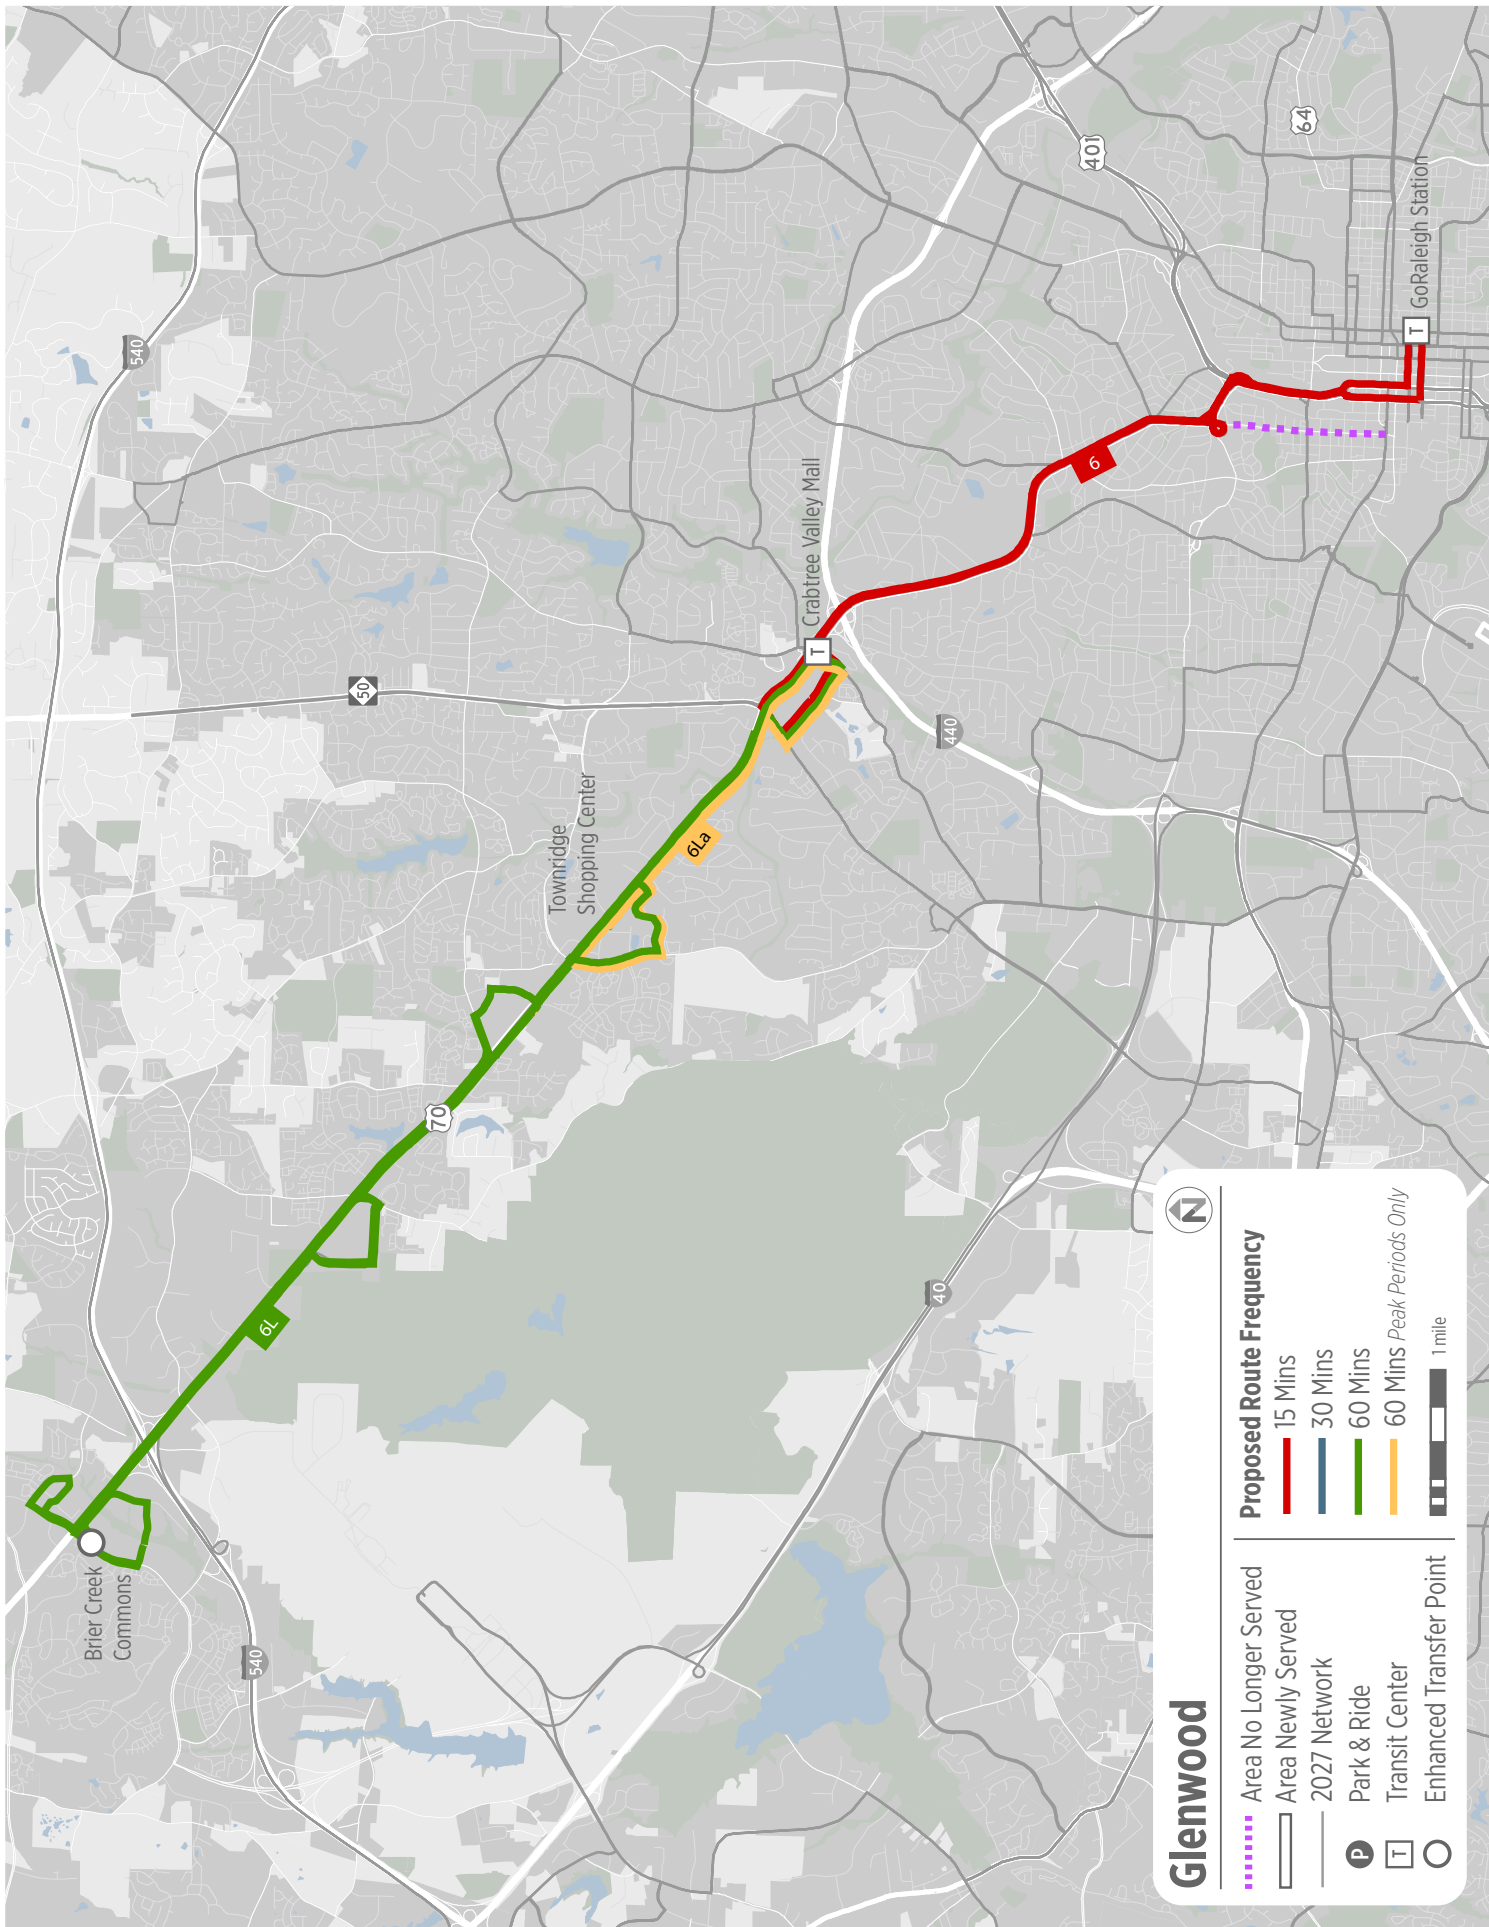 540
50
Brier Creek
Commons
6L
70
Townridge
Shopping Center
6La
Crabtree Valley Mall
T
6
401
64
GoRaleigh Station
T
440
40
540
Glenwood
N
Area No Longer Served
Area Newly Served
2027 Network
P
Park & Ride
T
Transit Center
Enhanced Transfer Point
Proposed Route Frequency
15 Mins
30 Mins
60 Mins
60 Mins Peak Periods Only
1 mile